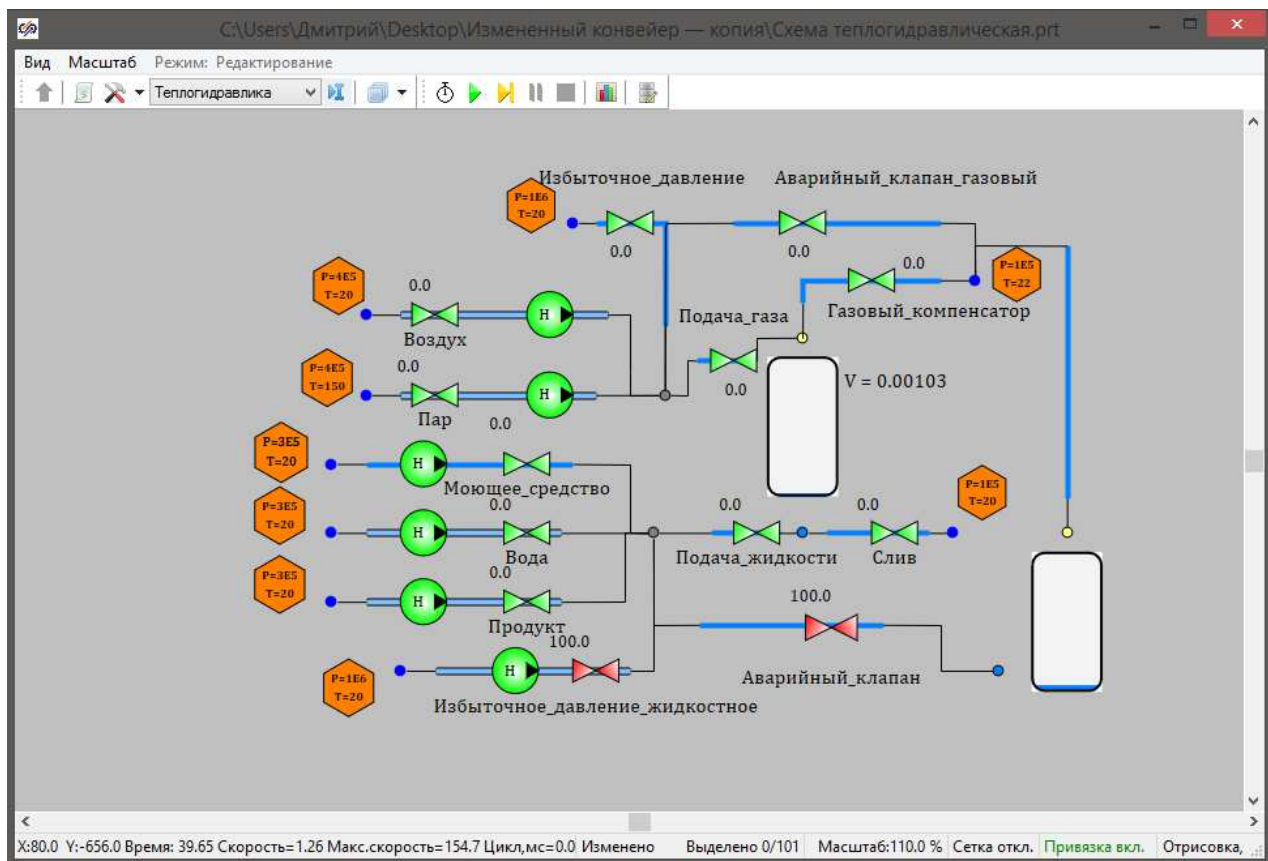 C:\Users\Дмитрий\Desktop\Измененный конвейер — копия\Схема теплогидравлическая.prt
Вид Масштаб Режим: Редактирование
Теплогидравлика
Избыточное_давление
Аварийный_клапан_газовый
P=1E6
T=20
0.0
0.0
0.0
P=1E5
T=22
P=4E5
T=20
0.0
H
Воздух
Подача_газа
Газовый_компенсатор
P=4E5
T=150
0.0
H
Пар
0.0
0.0
V = 0.00103
P=3E5
T=20
H
Моющее_средство
P=1E5
T=20
P=3E5
T=20
0.0
H
Вода
0.0
0.0
Подача_жидкости
Слив
P=3E5
T=20
0.0
H
Продукт
100.0
100.0
H
P=1E6
T=20
Избыточное_давление_жидкостное
Аварийный_клапан
X:80.0 Y:-656.0 Время: 39.65 Скорость=1.26 Макс.скорость=154.7 Цикл,мс=0.0 Изменено Выделено 0/101 Масштаб:110.0 % Сетка откл. Привязка вкл. Отрисовка,